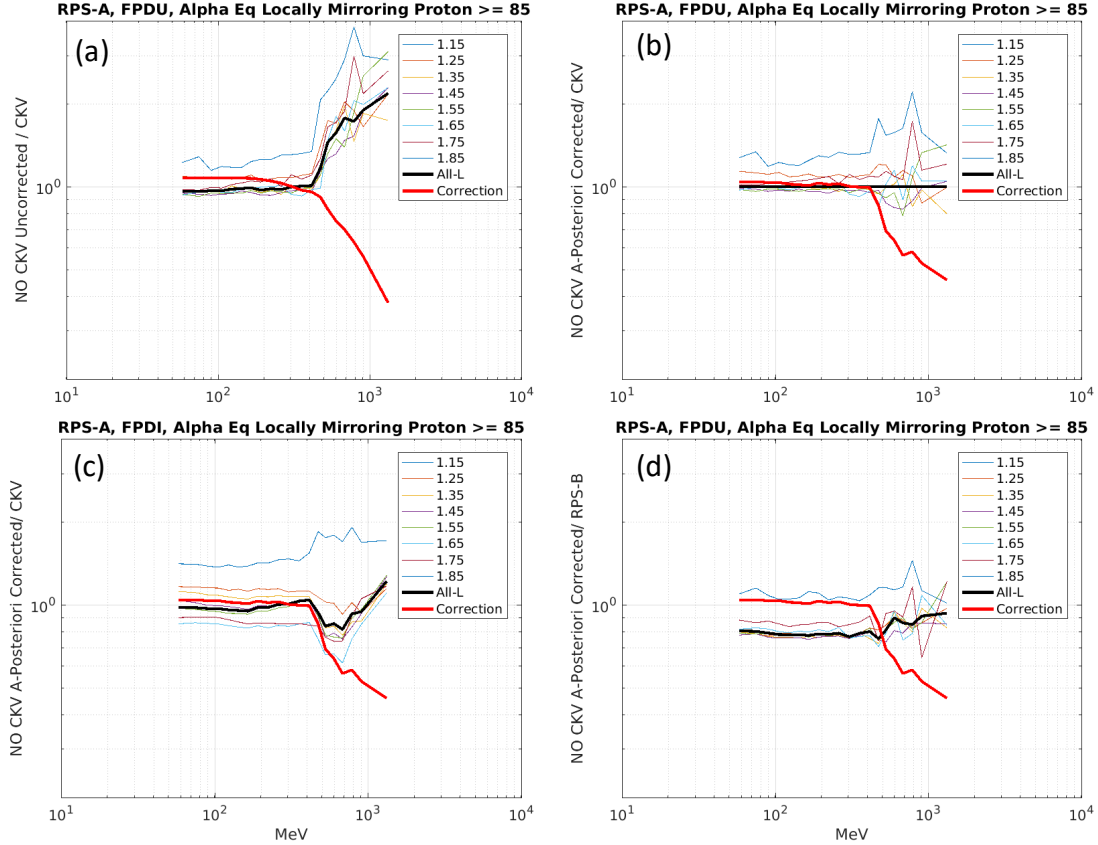 RPS-A, FPDU, Alpha Eq Locally Mirroring Proton >= 85
(a)
NO CKV Uncorrected / CKV
10^0
1.15
1.25
1.35
1.45
1.55
1.65
1.75
1.85
All-L
Correction
10^1
10^2
10^3
10^4
RPS-A, FPDU, Alpha Eq Locally Mirroring Proton >= 85
(b)
NO CKV A-Posteriori Corrected/ CKV
10^0
1.15
1.25
1.35
1.45
1.55
1.65
1.75
1.85
All-L
Correction
10^1
10^2
10^3
10^4
RPS-A, FPDI, Alpha Eq Locally Mirroring Proton >= 85
(c)
NO CKV A-Posteriori Corrected/ CKV
10^0
1.15
1.25
1.35
1.45
1.55
1.65
1.75
1.85
All-L
Correction
10^1
10^2
10^3
10^4
MeV
RPS-A, FPDU, Alpha Eq Locally Mirroring Proton >= 85
(d)
NO CKV A-Posteriori Corrected/ RPS-B
10^0
1.15
1.25
1.35
1.45
1.55
1.65
1.75
1.85
All-L
Correction
10^1
10^2
10^3
10^4
MeV